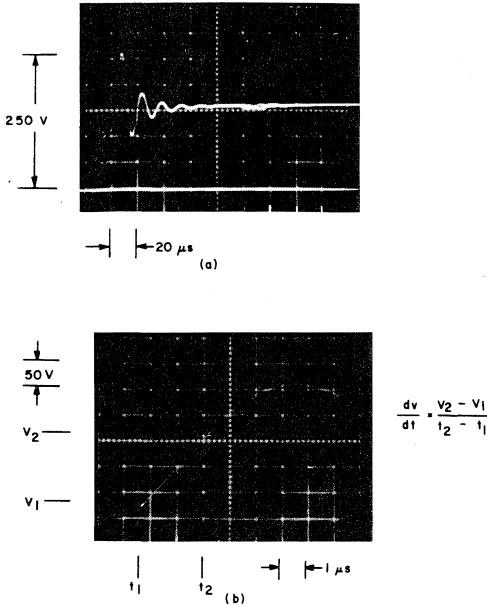 250 V
20 μs
(a)
50 V
V2
V1
dv/dt = V2 − V1 / t2 − t1
1 μs
t1
t2
(b)